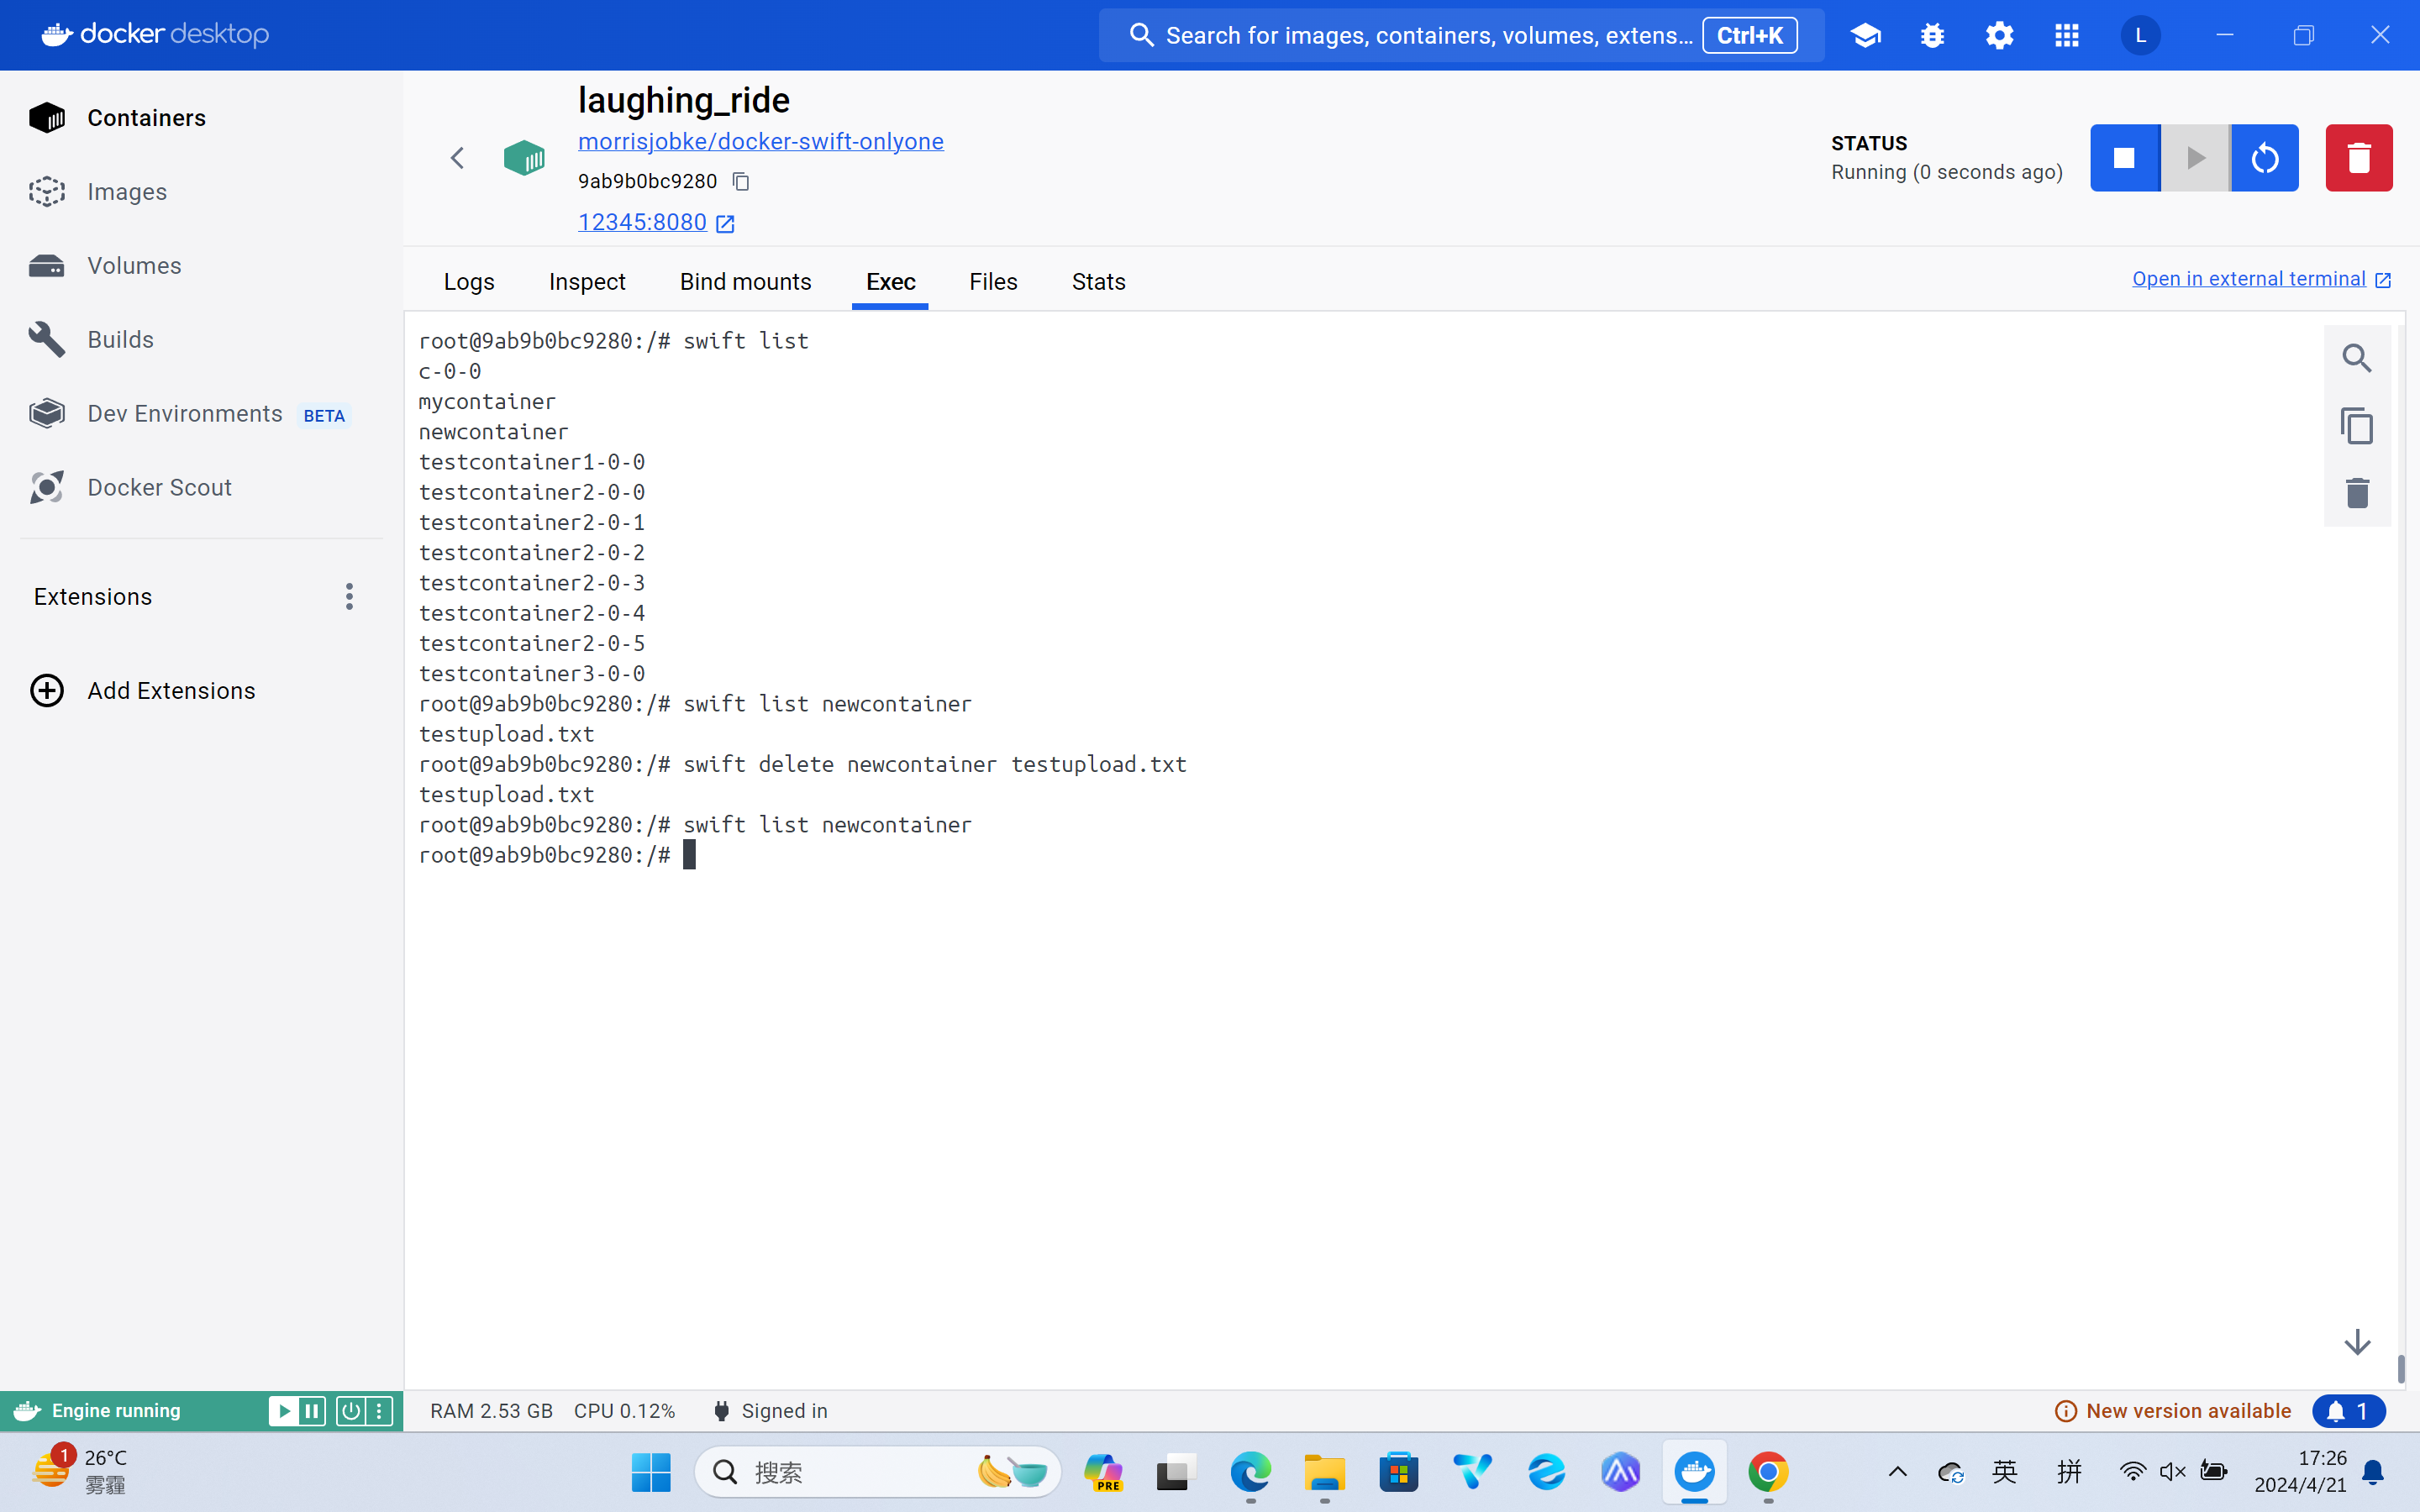 docker desktop
Search for images, containers, volumes, extens... Ctrl+K
L
Containers
Images
Volumes
Builds
Dev Environments BETA
Docker Scout
Extensions
Add Extensions
laughing_ride
morrisjobke/docker-swift-onlyone
9ab9b0bc9280
12345:8080
STATUS
Running (0 seconds ago)
Logs Inspect Bind mounts Exec Files Stats
Open in external terminal
root@9ab9b0bc9280:/# swift list
c-0-0
mycontainer
newcontainer
testcontainer1-0-0
testcontainer2-0-0
testcontainer2-0-1
testcontainer2-0-2
testcontainer2-0-3
testcontainer2-0-4
testcontainer2-0-5
testcontainer3-0-0
root@9ab9b0bc9280:/# swift list newcontainer
testupload.txt
root@9ab9b0bc9280:/# swift delete newcontainer testupload.txt
testupload.txt
root@9ab9b0bc9280:/# swift list newcontainer
root@9ab9b0bc9280:/#
Engine running
RAM 2.53 GB CPU 0.12% Signed in
New version available
1
1
26°C
雾霾
搜索
PRE
英
拼
17:26
2024/4/21